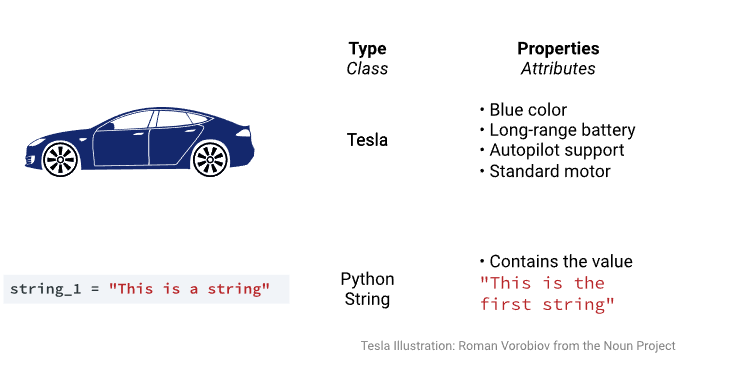 Type
Class
Properties
Attributes
Tesla
• Blue color
• Long-range battery
• Autopilot support
• Standard motor
string_1 = "This is a string"
Python
String
• Contains the value
"This is the
first string"
Tesla Illustration: Roman Vorobiov from the Noun Project